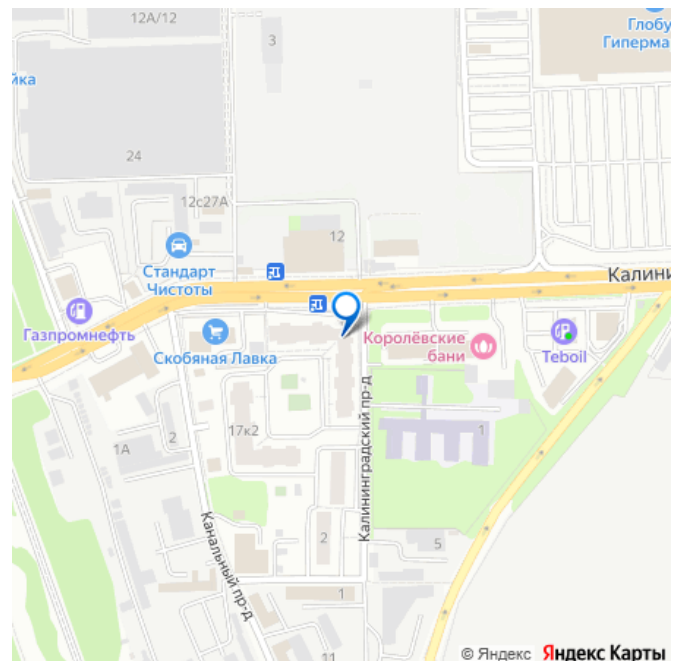 12А/12
3
Глобу
Гиперма
йка
24
12с27А
12
Стандарт
Чистоты
Калини
Газпромнефть
Скобяная Лавка
Королёвские
бани
Teboil
17к2
2
1А
1
Калининградский пр-д
Канальный пр-д
2
5
1
11
© Яндекс Яндекс Карты